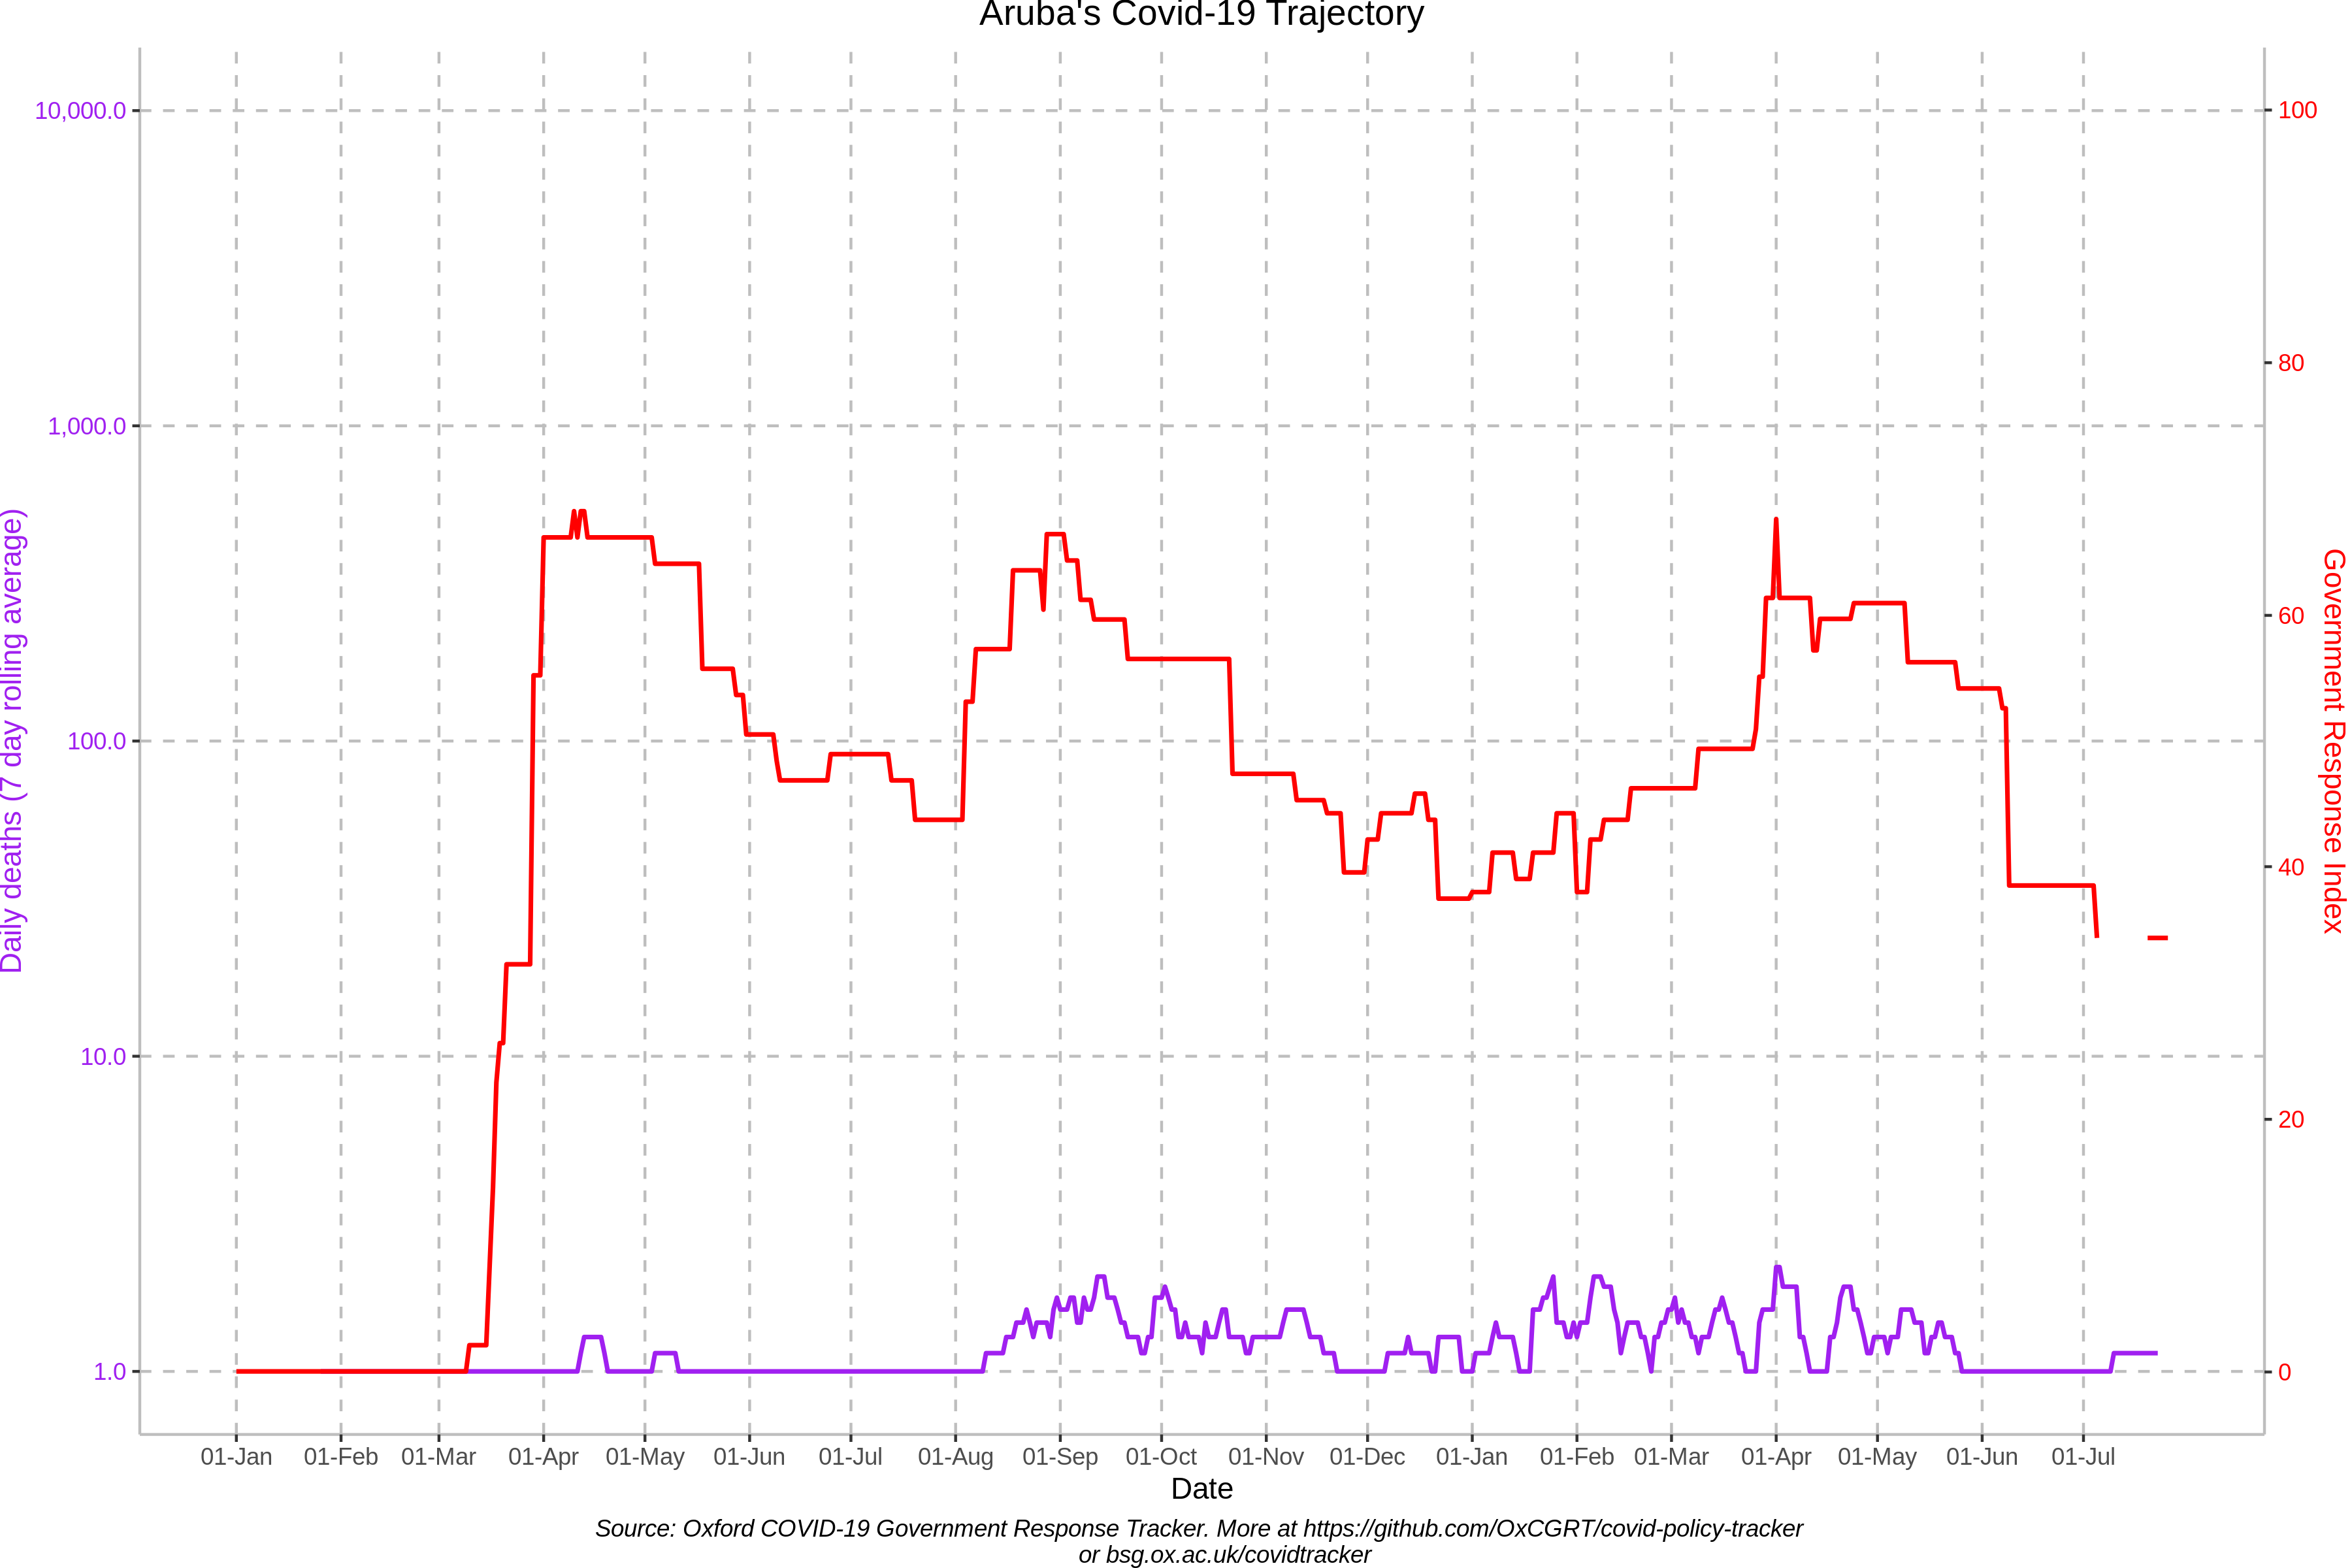 Aruba's Covid-19 Trajectory
10,000.0
1,000.0
100.0
10.0
1.0
Daily deaths (7 day rolling average)
100
80
60
40
20
0
Government Response Index
01-Jan 01-Feb 01-Mar 01-Apr 01-May 01-Jun 01-Jul 01-Aug 01-Sep 01-Oct 01-Nov 01-Dec 01-Jan 01-Feb 01-Mar 01-Apr 01-May 01-Jun 01-Jul
Date
Source: Oxford COVID-19 Government Response Tracker. More at https://github.com/OxCGRT/covid-policy-tracker
or bsg.ox.ac.uk/covidtracker